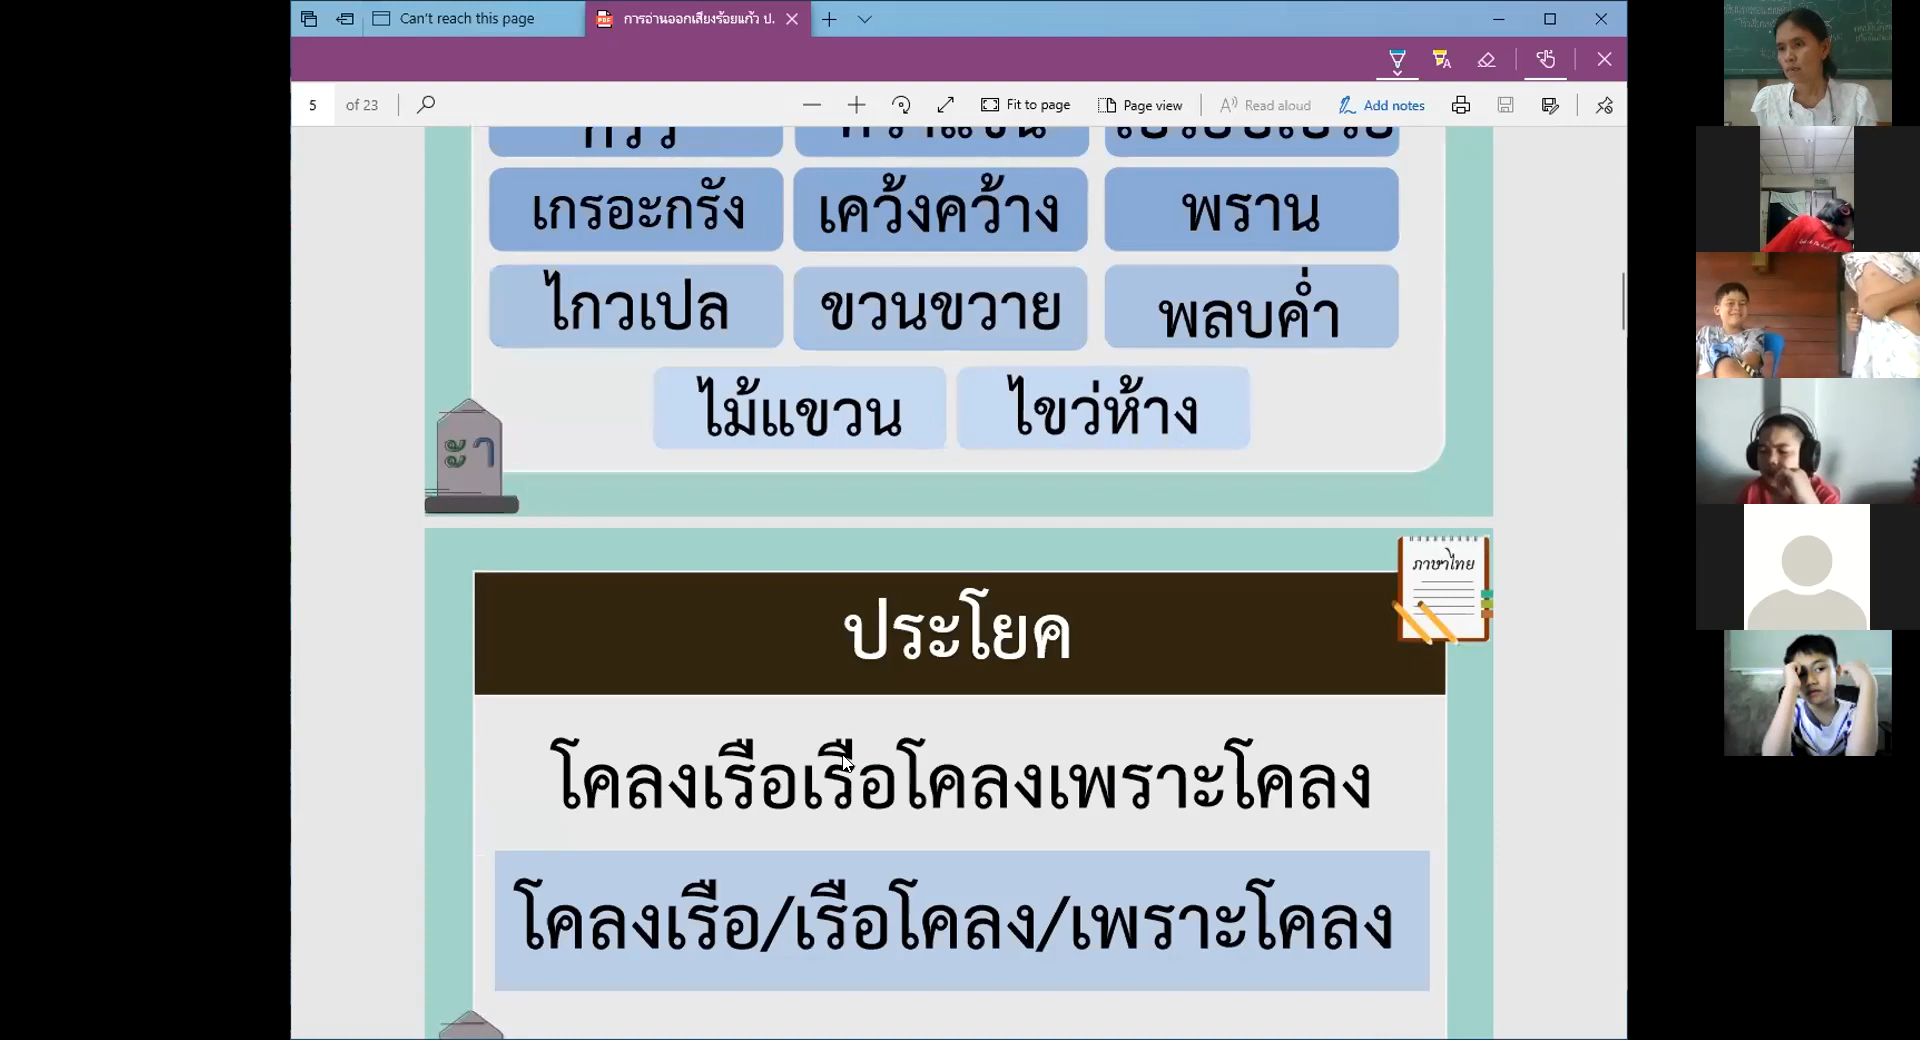 Can't reach this page
การอ่านออกเสียงร้อยแก้ว ป.
5 of 23
Fit to page
Page view
Read aloud
Add notes
เกรอะกรัง เคว้งคว้าง พราน
ไกวเปล ขวนขวาย พลบค่ำ
ไม้แขวน ไขว่ห้าง
ะ า
ภาษาไทย
ประโยค
โคลงเรือเรือโคลงเพราะโคลง
โคลงเรือ/เรือโคลง/เพราะโคลง